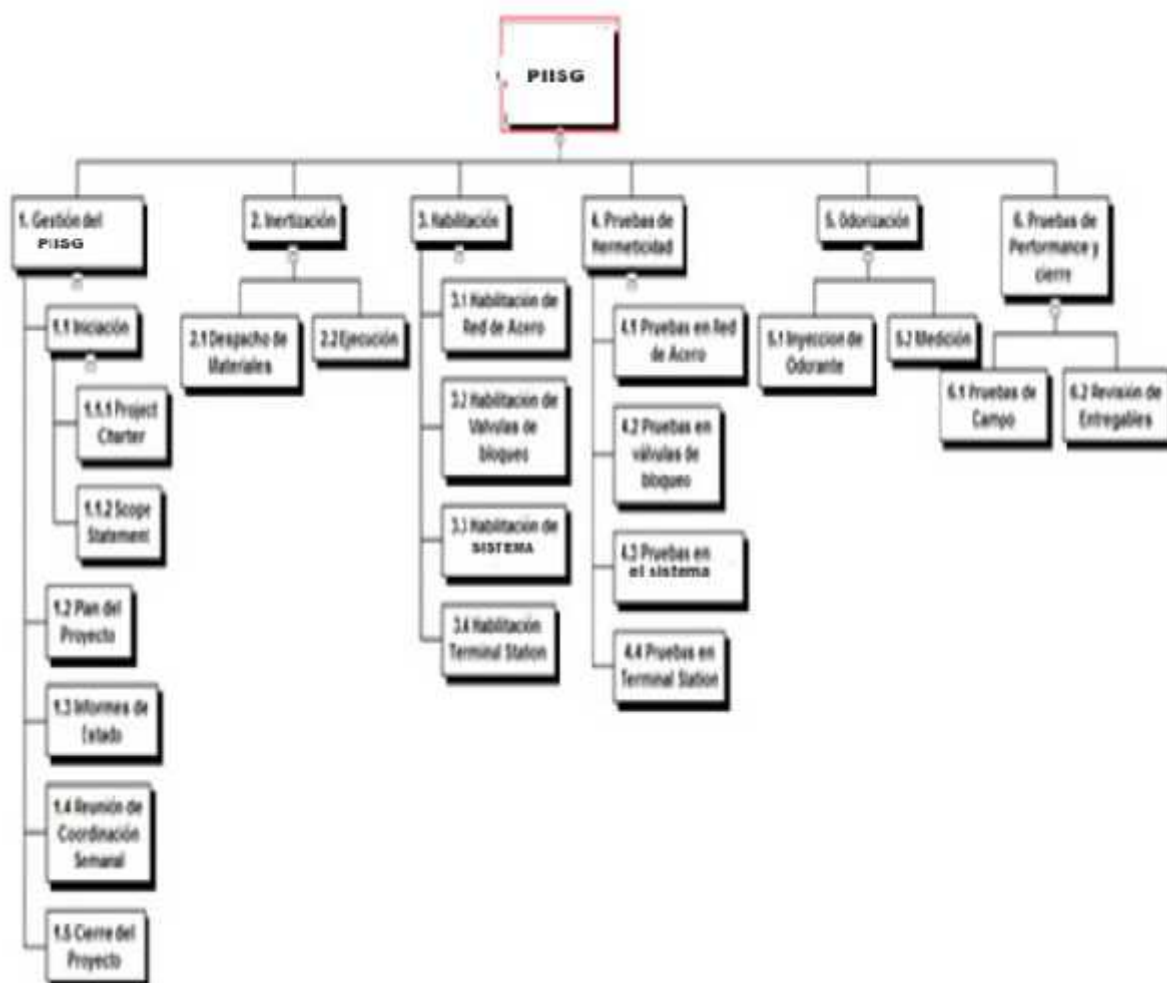 PIISG
1. Gestión del
PIISG
1.1 Iniciación
1.1.1 Project
Charter
1.1.2 Scope
Statement
1.2 Plan del
Proyecto
1.3 Informes de
Estado
1.4 Reunión de
Coordinación
Semanal
1.5 Cierre del
Proyecto
2. Inertización
2.1 Despacho de
Materiales
2.2 Ejecución
3. Habilitación
3.1 Habilitación de
Red de Acero
3.2 Habilitación de
Valvulas de
bloqueo
3.3 Habilitación de
SISTEMA
3.4 Habilitación
Terminal Station
4. Pruebas de
Hermeticidad
4.1 Pruebas en Red
de Acero
4.2 Pruebas en
válvulas de
bloqueo
4.3 Pruebas en
el sistema
4.4 Pruebas en
Terminal Station
5. Odorización
5.1 Inyeccion de
Odorante
5.2 Medición
6. Pruebas de
Performance y
cierre
6.1 Pruebas de
Campo
6.2 Revisión de
Entregables